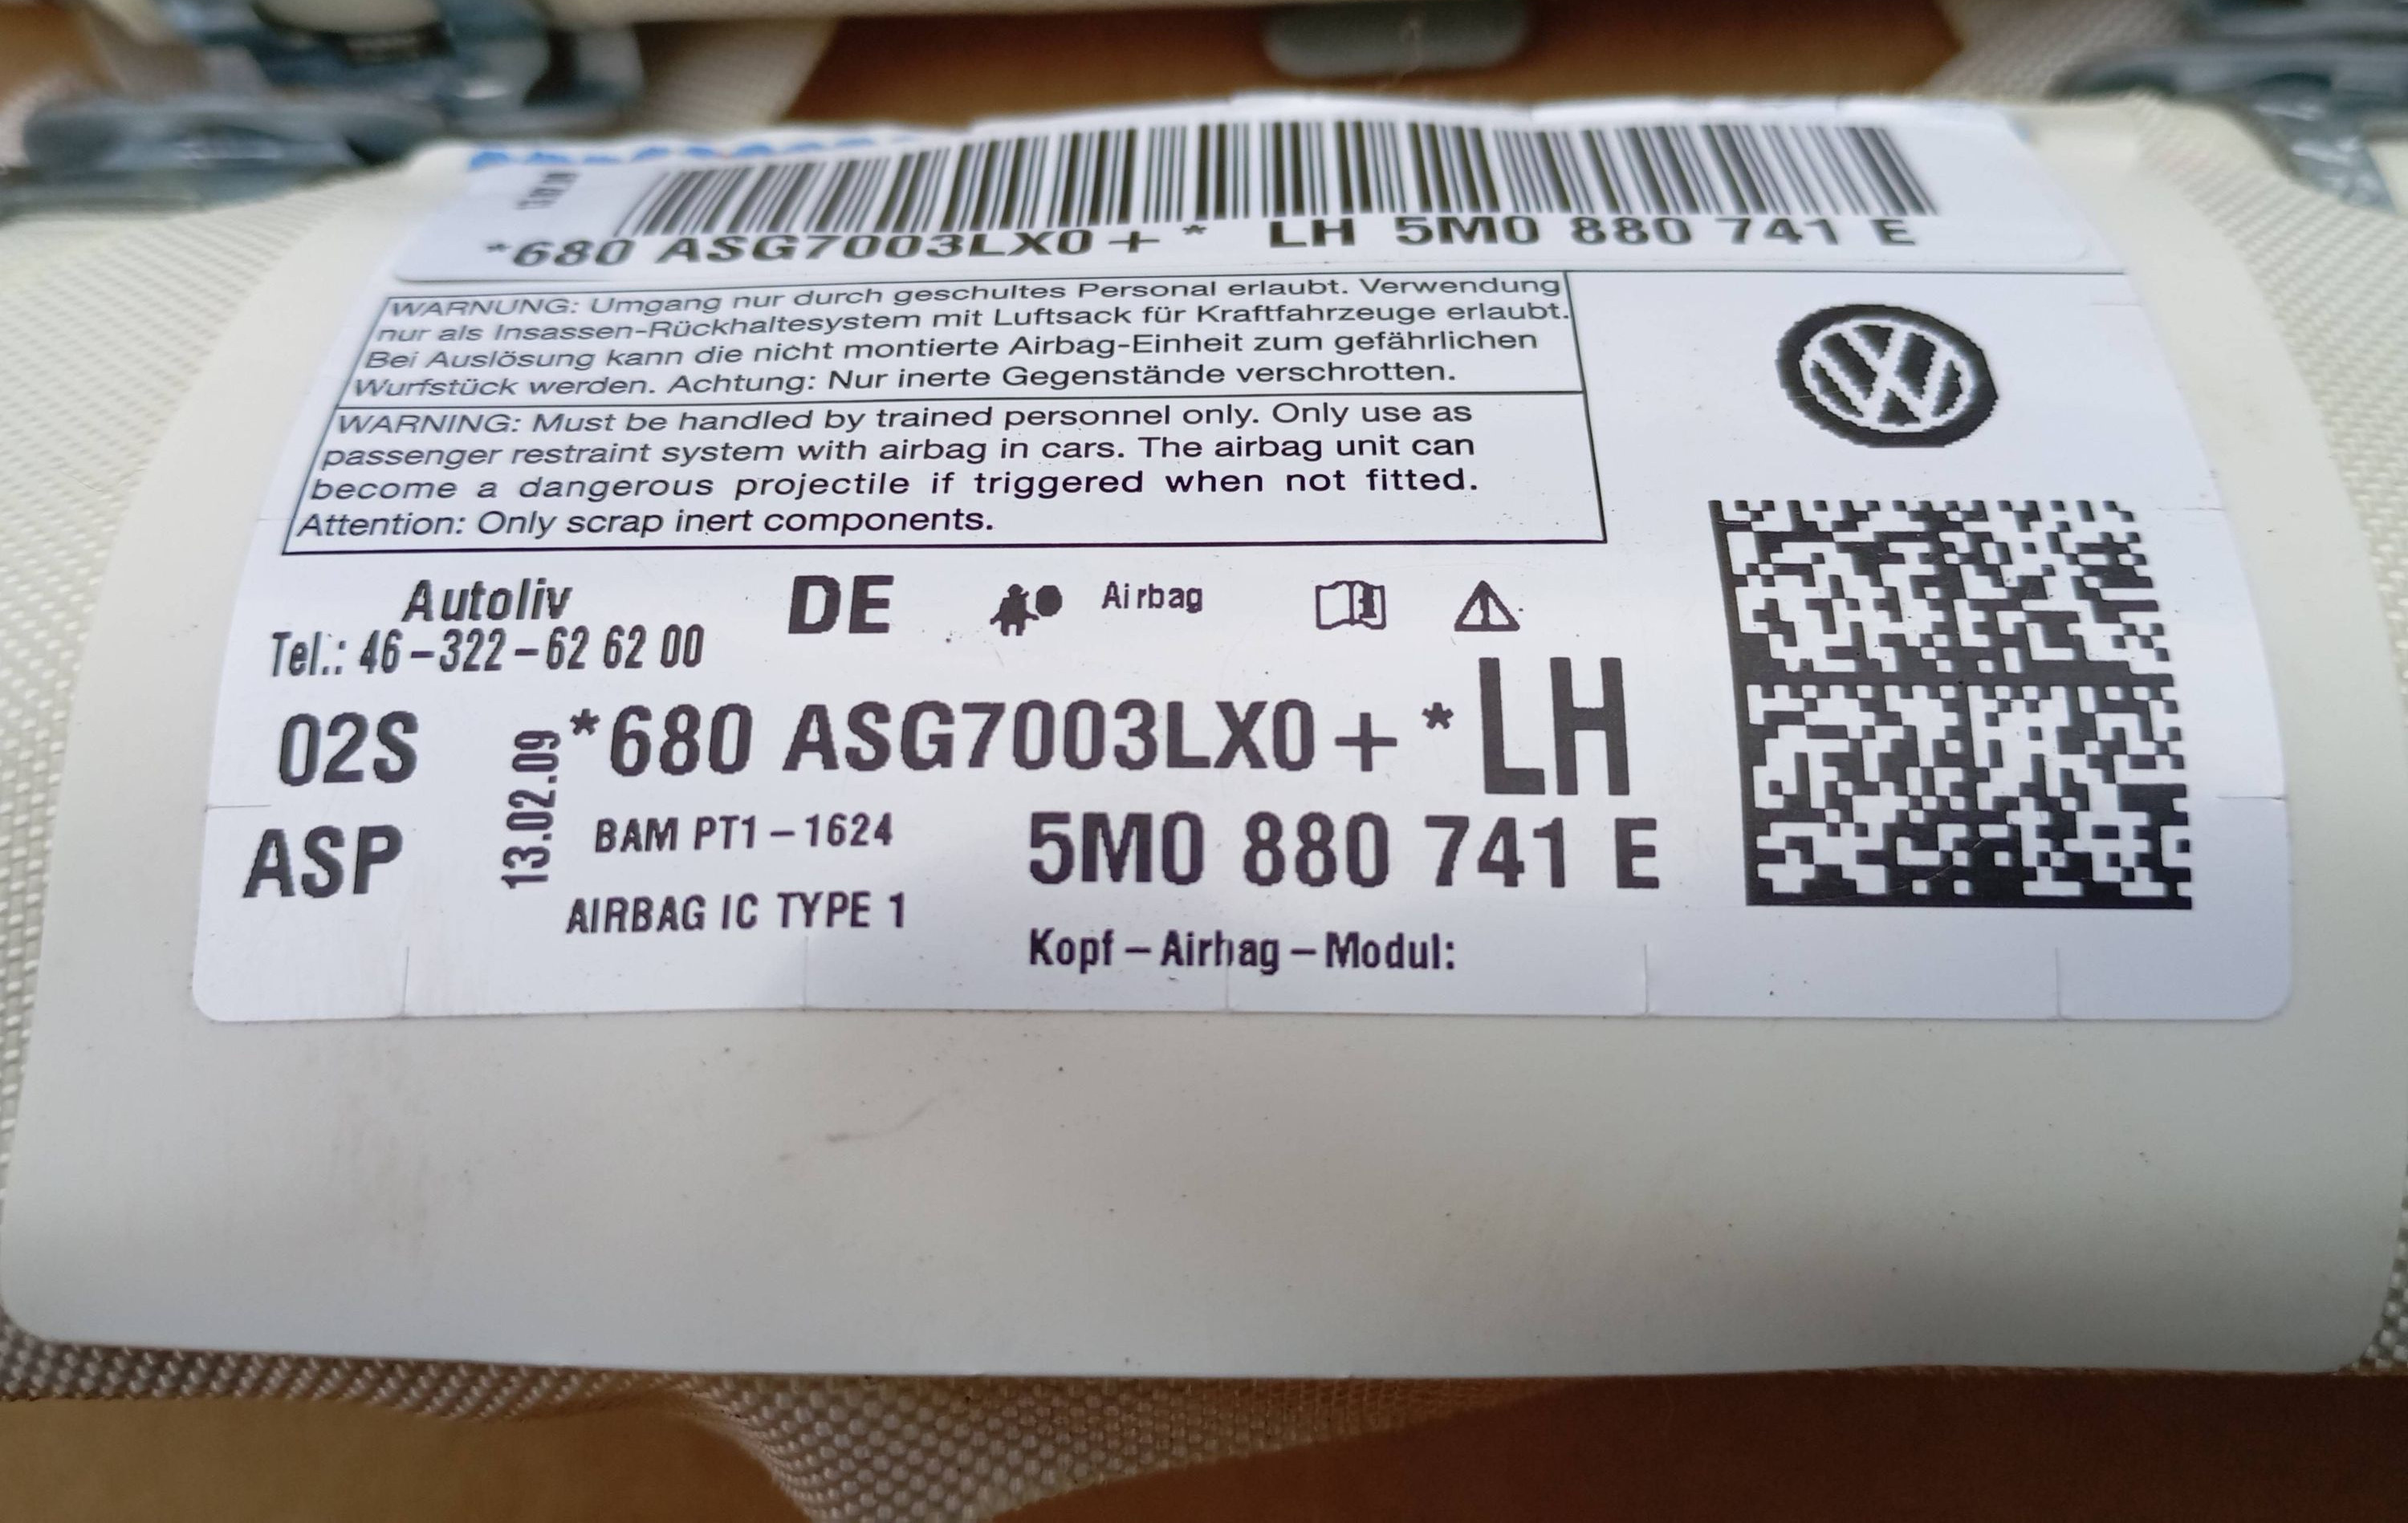 *680 ASG7003LX0+* LH 5M0 880 741 E
WARNUNG: Umgang nur durch geschultes Personal erlaubt. Verwendung
nur als Insassen-Rückhaltesystem mit Luftsack für Kraftfahrzeuge erlaubt.
Bei Auslösung kann die nicht montierte Airbag-Einheit zum gefährlichen
Wurfstück werden. Achtung: Nur inerte Gegenstände verschrotten.
WARNING: Must be handled by trained personnel only. Only use as
passenger restraint system with airbag in cars. The airbag unit can
become a dangerous projectile if triggered when not fitted.
Attention: Only scrap inert components.
Autoliv DE Airbag
Tel.: 46-322-62 62 00
02S 13.02.09 *680 ASG7003LX0+* LH
ASP BAM PT1-1624 5M0 880 741 E
AIRBAG IC TYPE 1
Kopf-Airbag-Modul: